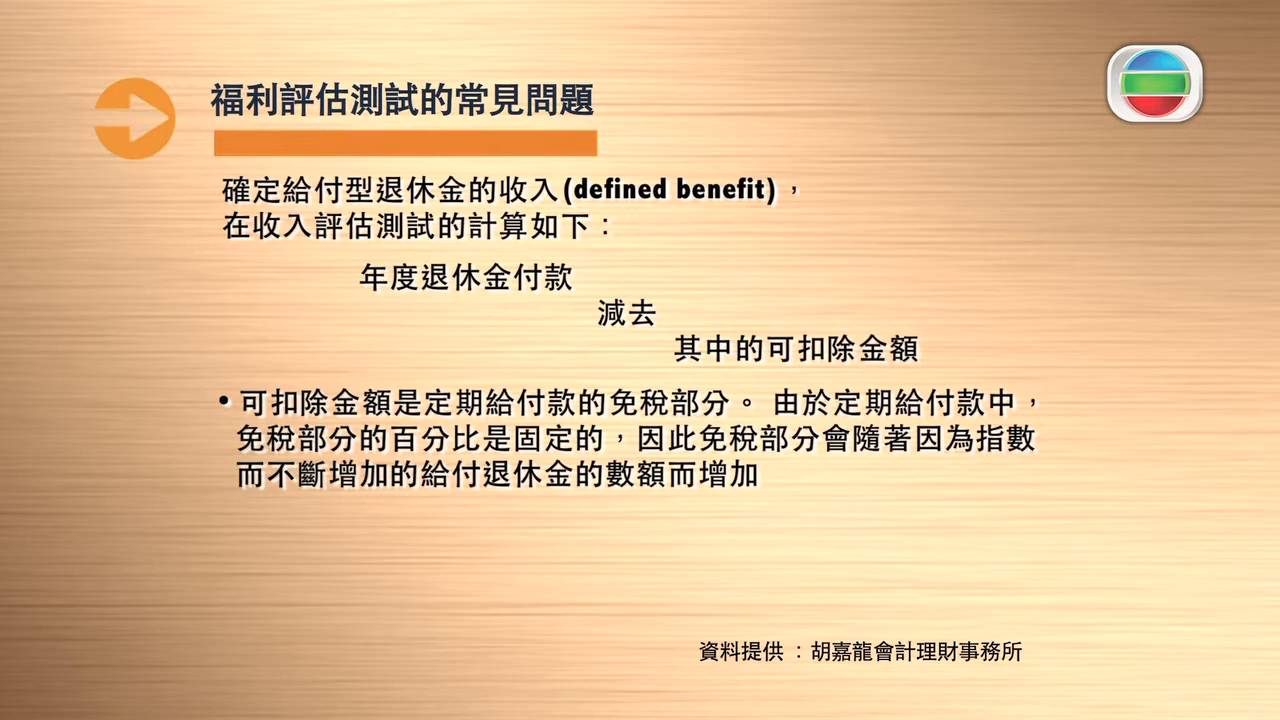 福利評估測試的常見問題
確定給付型退休金的收入(defined benefit)，
在收入評估測試的計算如下：
年度退休金付款
減去
其中的可扣除金額
• 可扣除金額是定期給付款的免稅部分。 由於定期給付款中，
免稅部分的百分比是固定的，因此免稅部分會隨著因為指數
而不斷增加的給付退休金的數額而增加
資料提供 ：胡嘉龍會計理財事務所